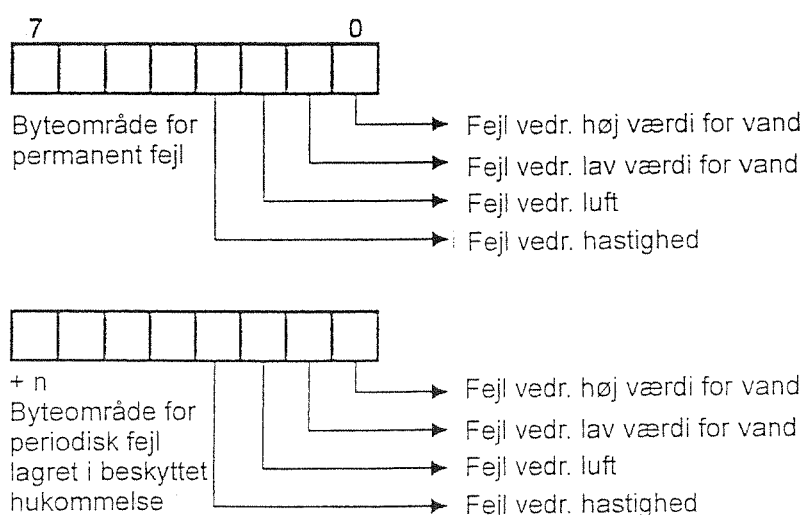 7 0
Byteområde for
permanent fejl
Fejl vedr. høj værdi for vand
Fejl vedr. lav værdi for vand
Fejl vedr. luft
Fejl vedr. hastighed
+ n
Byteområde for
periodisk fejl
lagret i beskyttet
hukommelse
Fejl vedr. høj værdi for vand
Fejl vedr. lav værdi for vand
Fejl vedr. luft
Fejl vedr. hastighed